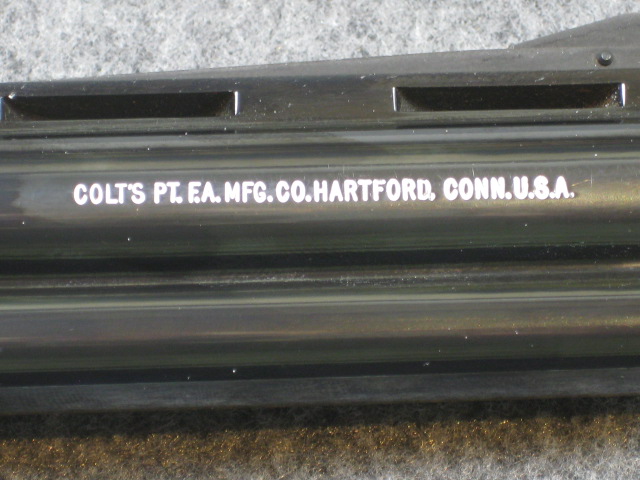 COLT'S PT. F.A. MFG. CO. HARTFORD, CONN. U.S.A.